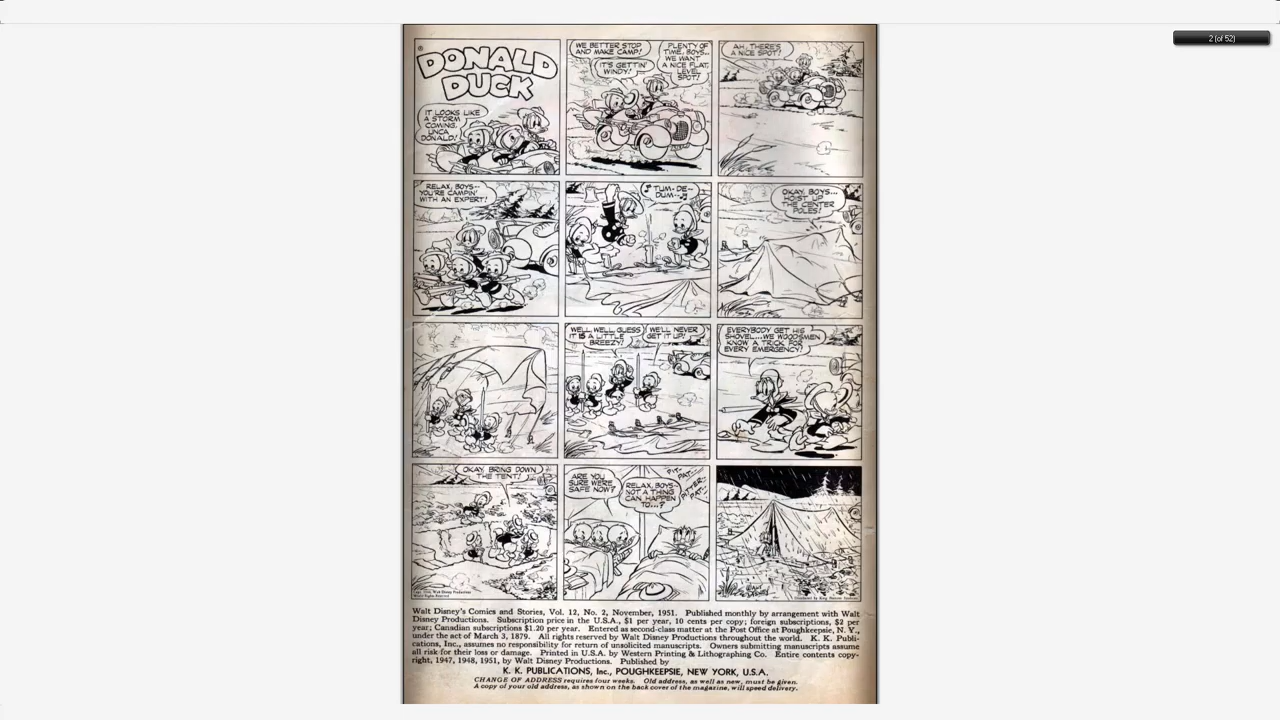 2 (of 52)
DONALD
DUCK
IT LOOKS LIKE
A STORM
COMING,
UNCA
DONALD!
WE BETTER STOP
AND MAKE CAMP!
IT'S GETTIN'
WINDY!
PLENTY OF
TIME, BOYS...
WE WANT
A NICE FLAT,
LEVEL
SPOT!
AH, THERE'S
A NICE SPOT!
RELAX, BOYS--
YOU'RE CAMPIN'
WITH AN EXPERT!
TUM-DE-
DUM--
OKAY, BOYS...
HOIST UP
THE CENTER
POLES!
WELL, WELL, GUESS
IT IS A LITTLE
BREEZY!
WE'LL NEVER
GET IT UP!
EVERYBODY GET HIS
SHOVEL...WE WOODSMEN
KNOW A TRICK FOR
EVERY EMERGENCY!
OKAY, BRING DOWN
THE TENT!
ARE YOU
SURE WE'RE
SAFE NOW?
RELAX, BOYS--
NOT A THING
CAN HAPPEN
TO...?
PIT-
PAT-
PITTER-
PAT-
WALT DISNEY
Walt Disney's Comics and Stories, Vol. 12, No. 2, November, 1951. Published monthly by arrangement with Walt
Disney Productions. Subscription price in the U.S.A., $1 per year, 10 cents per copy; foreign subscriptions, $2 per
year; Canadian subscriptions $1.20 per year. Entered as second-class matter at the Post Office at Poughkeepsie, N. Y.,
under the act of March 3, 1879. All rights reserved by Walt Disney Productions throughout the world. K. K. Publi-
cations, Inc., assumes no responsibility for return of unsolicited manuscripts. Owners submitting manuscripts assume
all risk for their loss or damage. Printed in U.S.A. by Western Printing & Lithographing Co. Entire contents copy-
right, 1947, 1948, 1951, by Walt Disney Productions. Published by
K. K. PUBLICATIONS, Inc., POUGHKEEPSIE, NEW YORK, U.S.A.
CHANGE OF ADDRESS requires four weeks. Old address, as well as new, must be given.
A copy of your old address, as shown on the back cover of the magazine, will speed delivery.